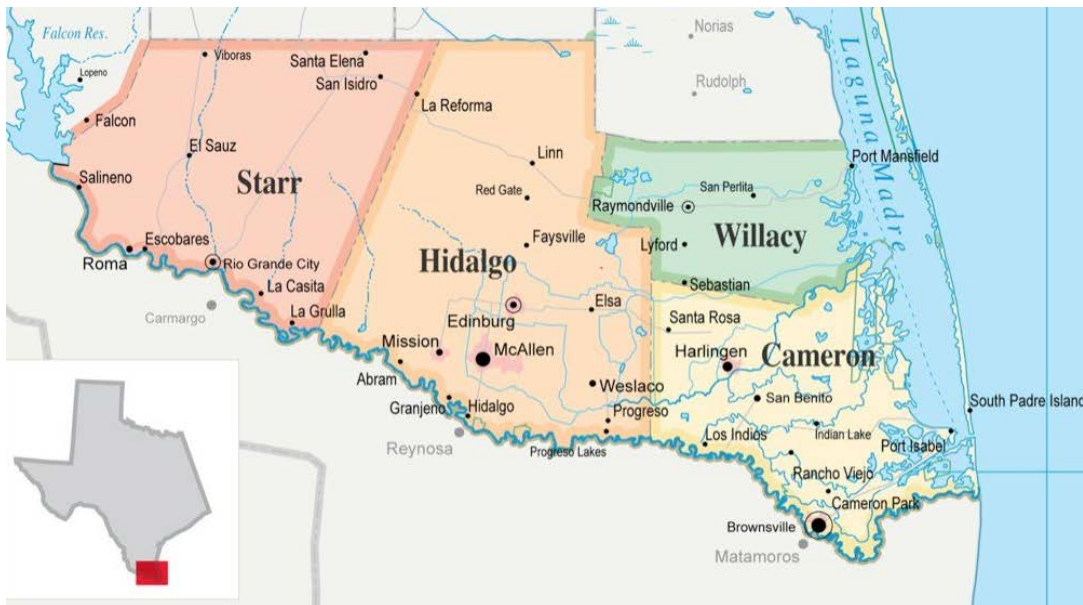 Falcon Res.
Lopeno
Falcon
Salineno
Viboras
Santa Elena
San Isidro
El Sauz
Starr
Escobares
Roma
Rio Grande City
La Casita
La Grulla
Carmargo
La Reforma
Linn
Red Gate
Faysville
Hidalgo
Edinburg
Elsa
Mission
McAllen
Abram
Weslaco
Granjeno
Hidalgo
Progreso
Progreso Lakes
Reynosa
Norias
Rudolph
Port Mansfield
San Perlita
Raymondville
Willacy
Lyford
Sebastian
Santa Rosa
Harlingen
Cameron
San Benito
Los Indios
Indian Lake
Port Isabel
South Padre Island
Rancho Viejo
Cameron Park
Brownsville
Matamoros
Laguna Madre